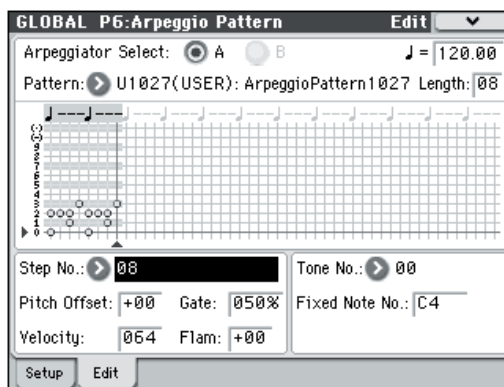 GLOBAL P6:Arpeggio Pattern Edit
Arpeggiator Select: A B ♩ = 120.00
Pattern: U1027(USER): ArpeggioPattern1027 Length: 08
(-)
(-)
9
8
7
6
5
4
3
2
1
0
Step No.: 08 Tone No.: 00
Pitch Offset: +00 Gate: 050% Fixed Note No.: C4
Velocity: 064 Flam: +00
Setup Edit